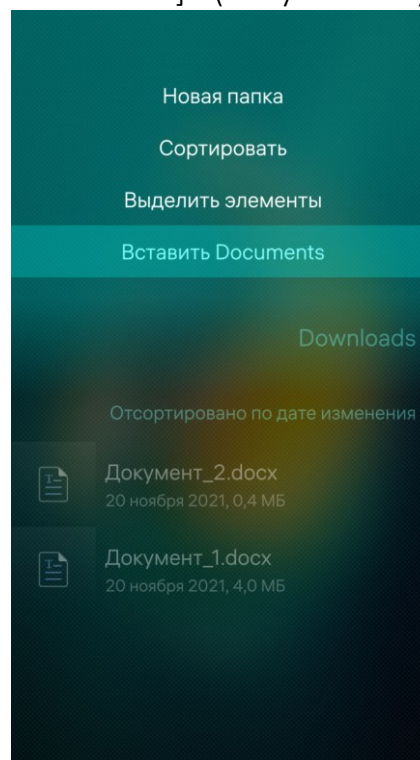 Новая папка
Сортировать
Выделить элементы
Вставить Documents
Downloads
Отсортировано по дате изменения
Документ_2.docx
20 ноября 2021, 0,4 МБ
Документ_1.docx
20 ноября 2021, 4,0 МБ